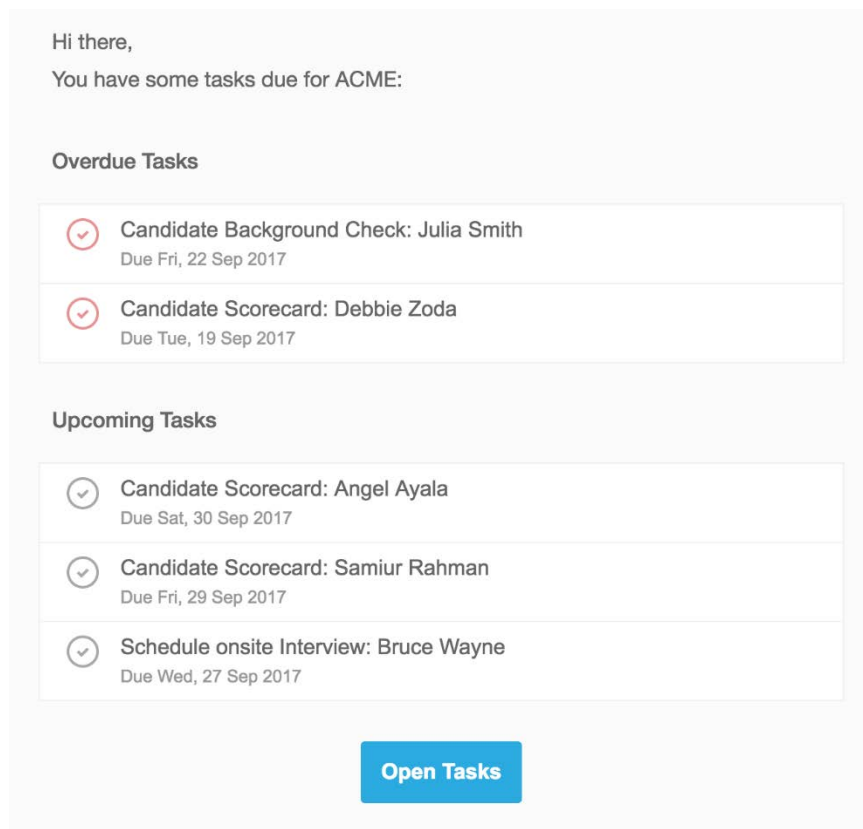 Hi there,
You have some tasks due for ACME:
Overdue Tasks
Candidate Background Check: Julia Smith
Due Fri, 22 Sep 2017
Candidate Scorecard: Debbie Zoda
Due Tue, 19 Sep 2017
Upcoming Tasks
Candidate Scorecard: Angel Ayala
Due Sat, 30 Sep 2017
Candidate Scorecard: Samiur Rahman
Due Fri, 29 Sep 2017
Schedule onsite Interview: Bruce Wayne
Due Wed, 27 Sep 2017
Open Tasks